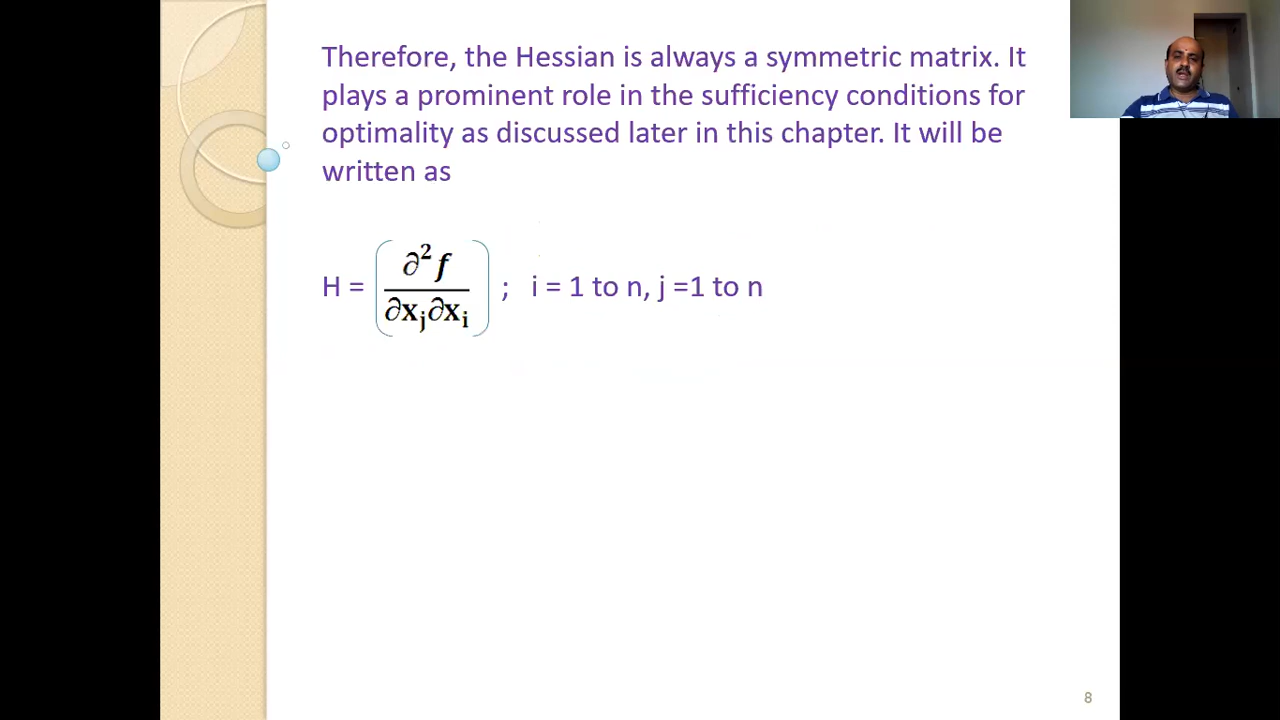 Therefore, the Hessian is always a symmetric matrix. It
plays a prominent role in the sufficiency conditions for
optimality as discussed later in this chapter. It will be
written as
H = (∂²f / ∂xⱼ∂xᵢ) ; i = 1 to n, j =1 to n
8